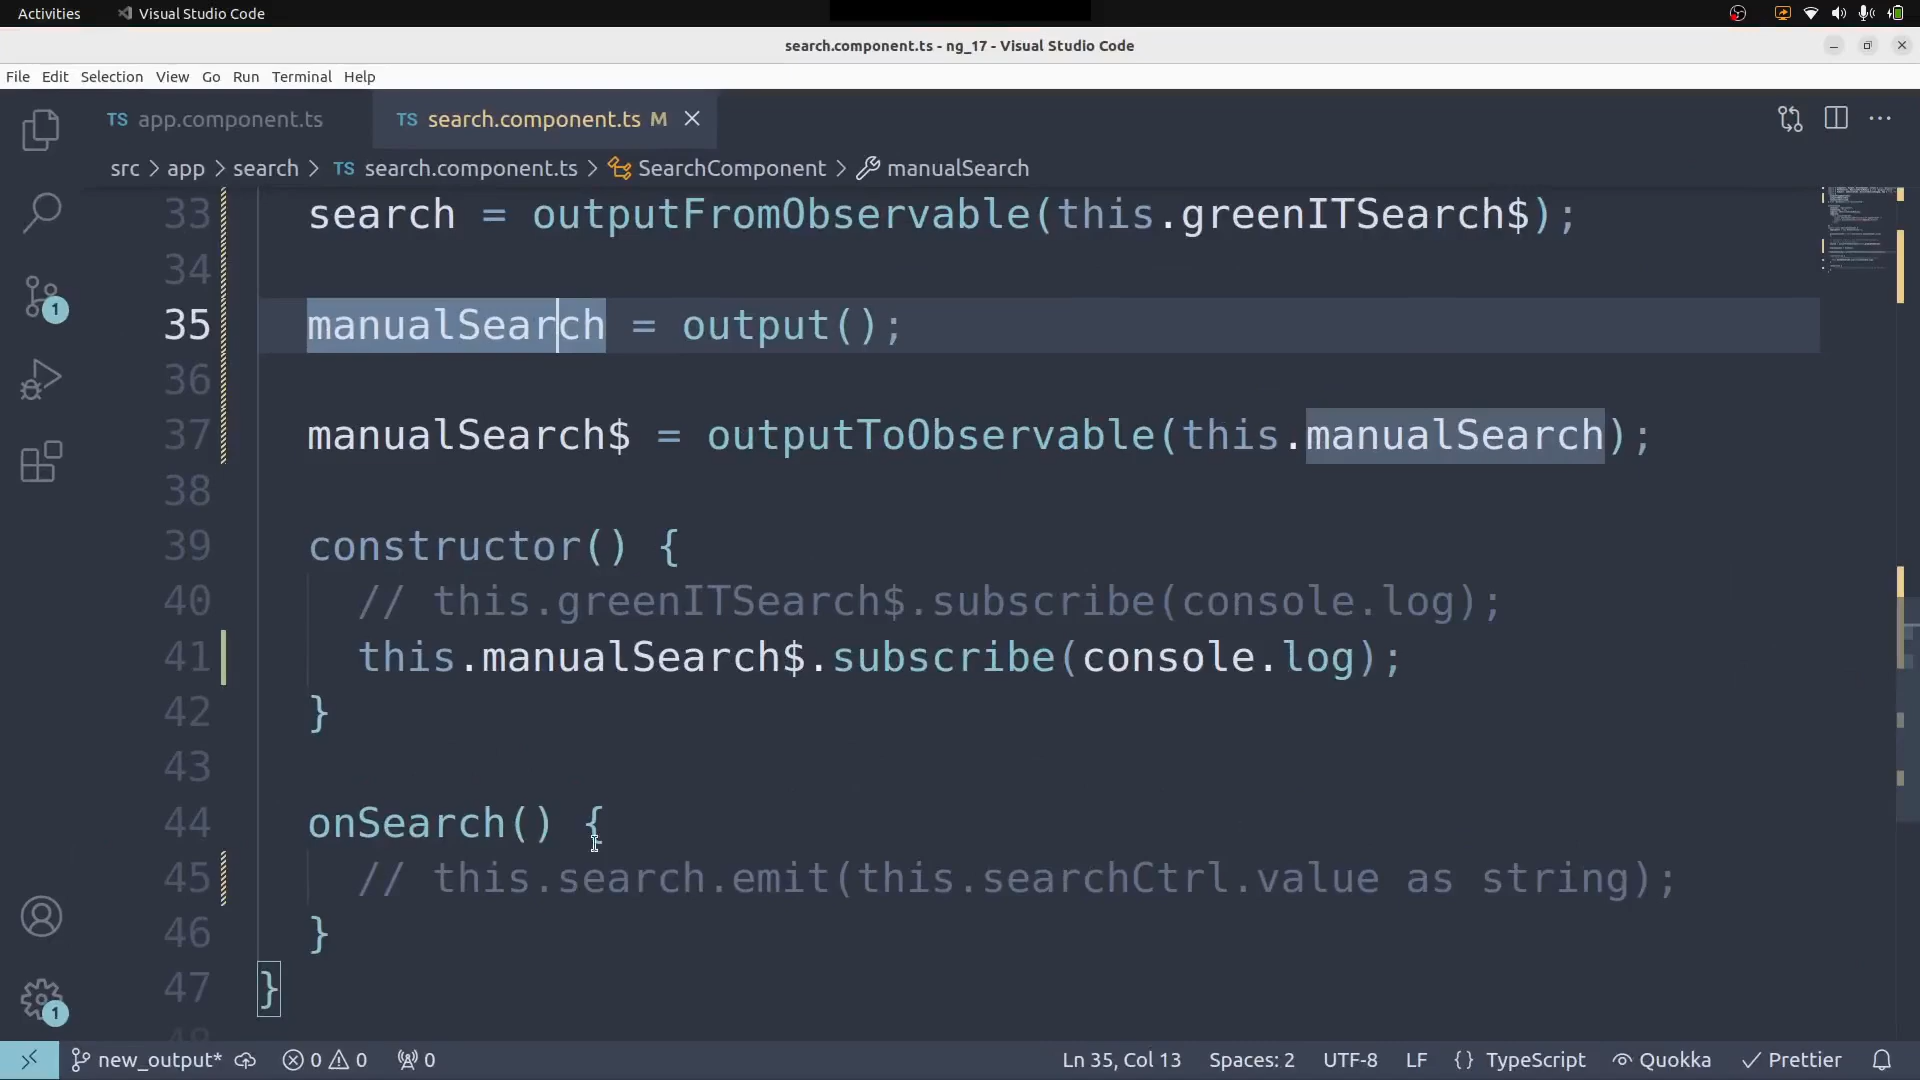 Activities Visual Studio Code
search.component.ts - ng_17 - Visual Studio Code
File Edit Selection View Go Run Terminal Help
TS app.component.ts TS search.component.ts M
src > app > search > TS search.component.ts > SearchComponent > manualSearch
33 search = outputFromObservable(this.greenITSearch$);
34
35 manualSearch = output();
36
37 manualSearch$ = outputToObservable(this.manualSearch);
38
39 constructor() {
40 // this.greenITSearch$.subscribe(console.log);
41 this.manualSearch$.subscribe(console.log);
42 }
43
44 onSearch() {
45 // this.search.emit(this.searchCtrl.value as string);
46 }
47 }
48
1
1
new_output* 0 0 0 Ln 35, Col 13 Spaces: 2 UTF-8 LF {} TypeScript Quokka Prettier